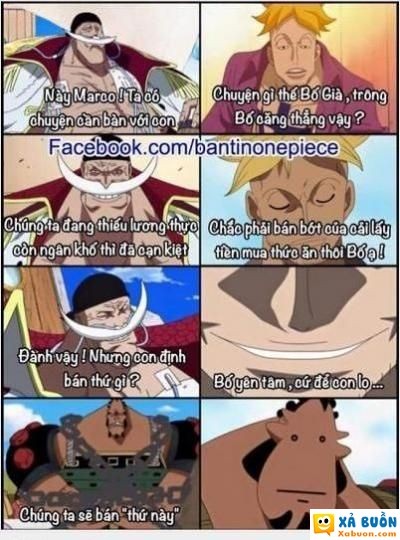 Này Marco ! Ta có
chuyện cần bàn với con
Chuyện gì thế Bố Già , trông
Bố căng thẳng vậy ?
Facebook.com/bantinonepiece
Chúng ta đang thiếu lương thực
còn ngân khố thì đã cạn kiệt
Chắc phải bán bớt của cải lấy
tiền mua thức ăn thôi Bố ạ !
Đành vậy ! Nhưng con định
bán thứ gì ?
Bố yên tâm , cứ để con lo ...
Chúng ta sẽ bán "thứ này"
XẢ BUỒN
Xabuon.com